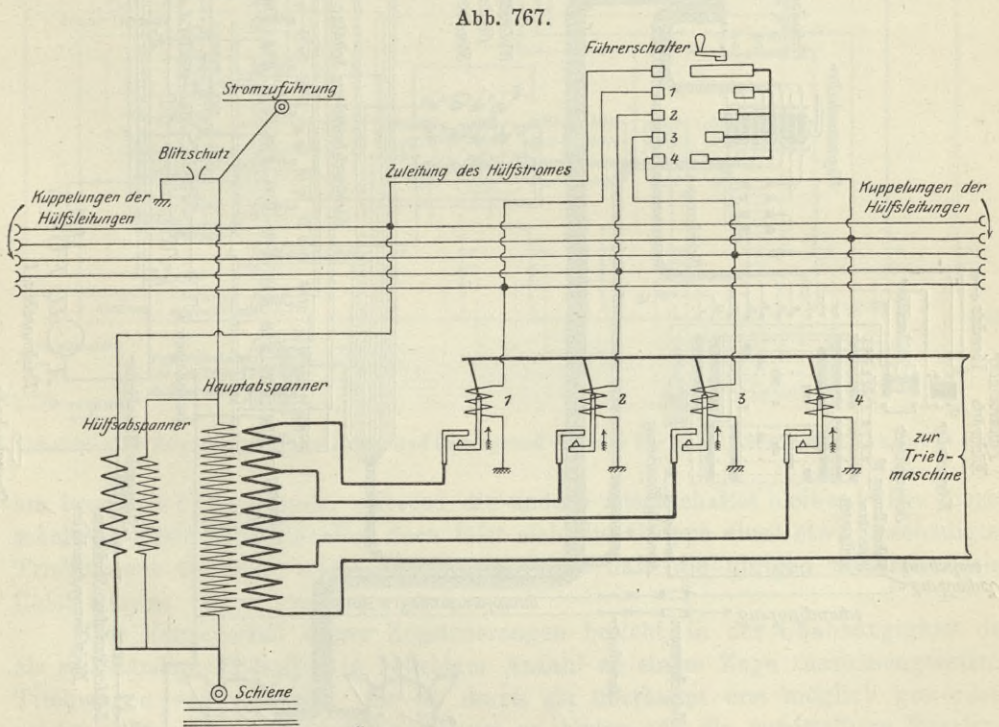 Abb. 767.
Führerschalter
Stromzuführung
1
2
Blitzschutz
3
Zuleitung des Hülfstromes
4
Kuppelungen der
Hülfsleitungen
Kuppelungen der
Hülfsleitungen
Hauptabspanner
1
2
3
4
Hülfsabspanner
zur
Trieb-
maschine
Schiene